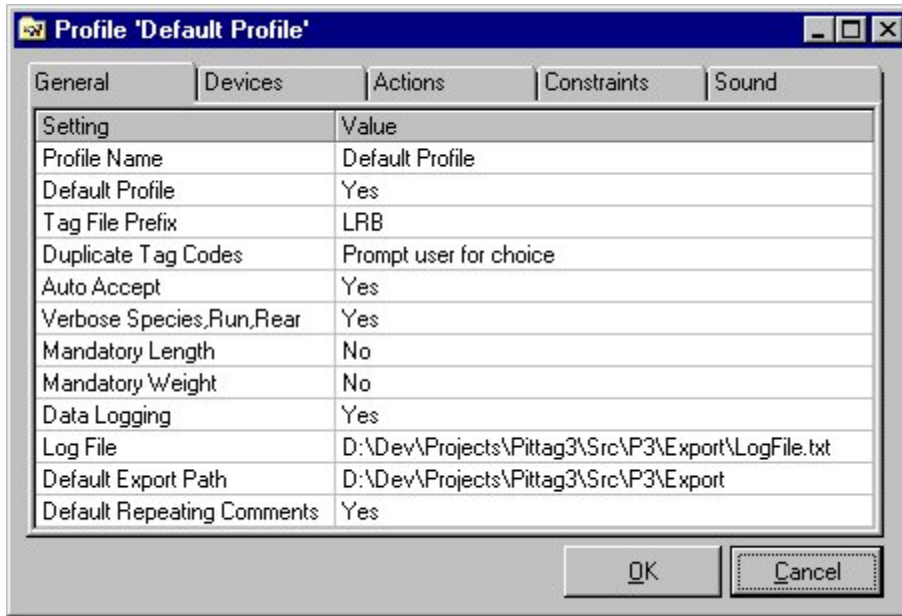 Profile 'Default Profile'
General Devices Actions Constraints Sound
Setting Value
Profile Name Default Profile
Default Profile Yes
Tag File Prefix LRB
Duplicate Tag Codes Prompt user for choice
Auto Accept Yes
Verbose Species,Run,Rear Yes
Mandatory Length No
Mandatory Weight No
Data Logging Yes
Log File D:\Dev\Projects\Pittag3\Src\P3\Export\LogFile.txt
Default Export Path D:\Dev\Projects\Pittag3\Src\P3\Export
Default Repeating Comments Yes
OK Cancel